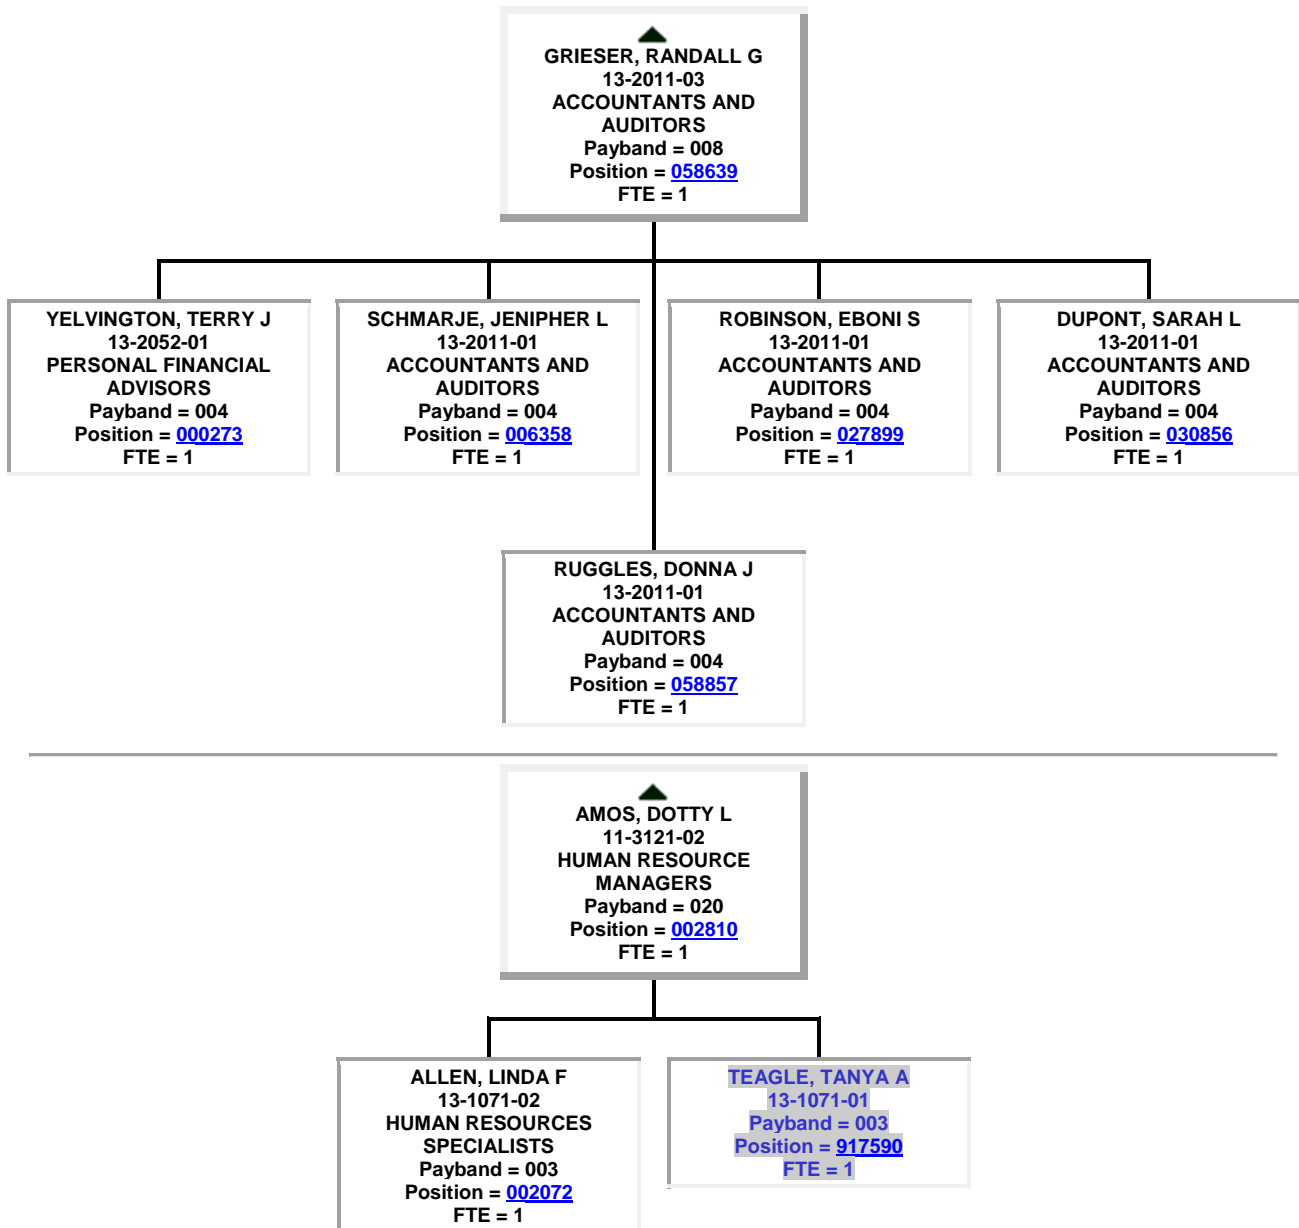 GRIESER, RANDALL G
13-2011-03
ACCOUNTANTS AND
AUDITORS
Payband = 008
Position = 058639
FTE = 1
YELVINGTON, TERRY J
13-2052-01
PERSONAL FINANCIAL
ADVISORS
Payband = 004
Position = 000273
FTE = 1
SCHMARJE, JENIPHER L
13-2011-01
ACCOUNTANTS AND
AUDITORS
Payband = 004
Position = 006358
FTE = 1
ROBINSON, EBONI S
13-2011-01
ACCOUNTANTS AND
AUDITORS
Payband = 004
Position = 027899
FTE = 1
DUPONT, SARAH L
13-2011-01
ACCOUNTANTS AND
AUDITORS
Payband = 004
Position = 030856
FTE = 1
RUGGLES, DONNA J
13-2011-01
ACCOUNTANTS AND
AUDITORS
Payband = 004
Position = 058857
FTE = 1
AMOS, DOTTY L
11-3121-02
HUMAN RESOURCE
MANAGERS
Payband = 020
Position = 002810
FTE = 1
ALLEN, LINDA F
13-1071-02
HUMAN RESOURCES
SPECIALISTS
Payband = 003
Position = 002072
FTE = 1
TEAGLE, TANYA A
13-1071-01
Payband = 003
Position = 917590
FTE = 1